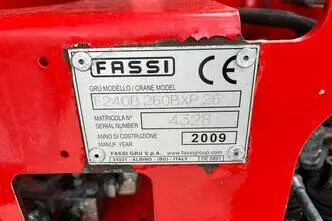 FASSI CE
GRU MODELLO / CRANE MODEL
F240B 260BXP.26
MATRICOLA N°
SERIAL NUMBER 4328
ANNO DI COSTRUZIONE
MANUF. YEAR 2009
FASSI GRU S.p.A. http://www.fassigroup.com
24021 - ALBINO - (BG) - ITALY